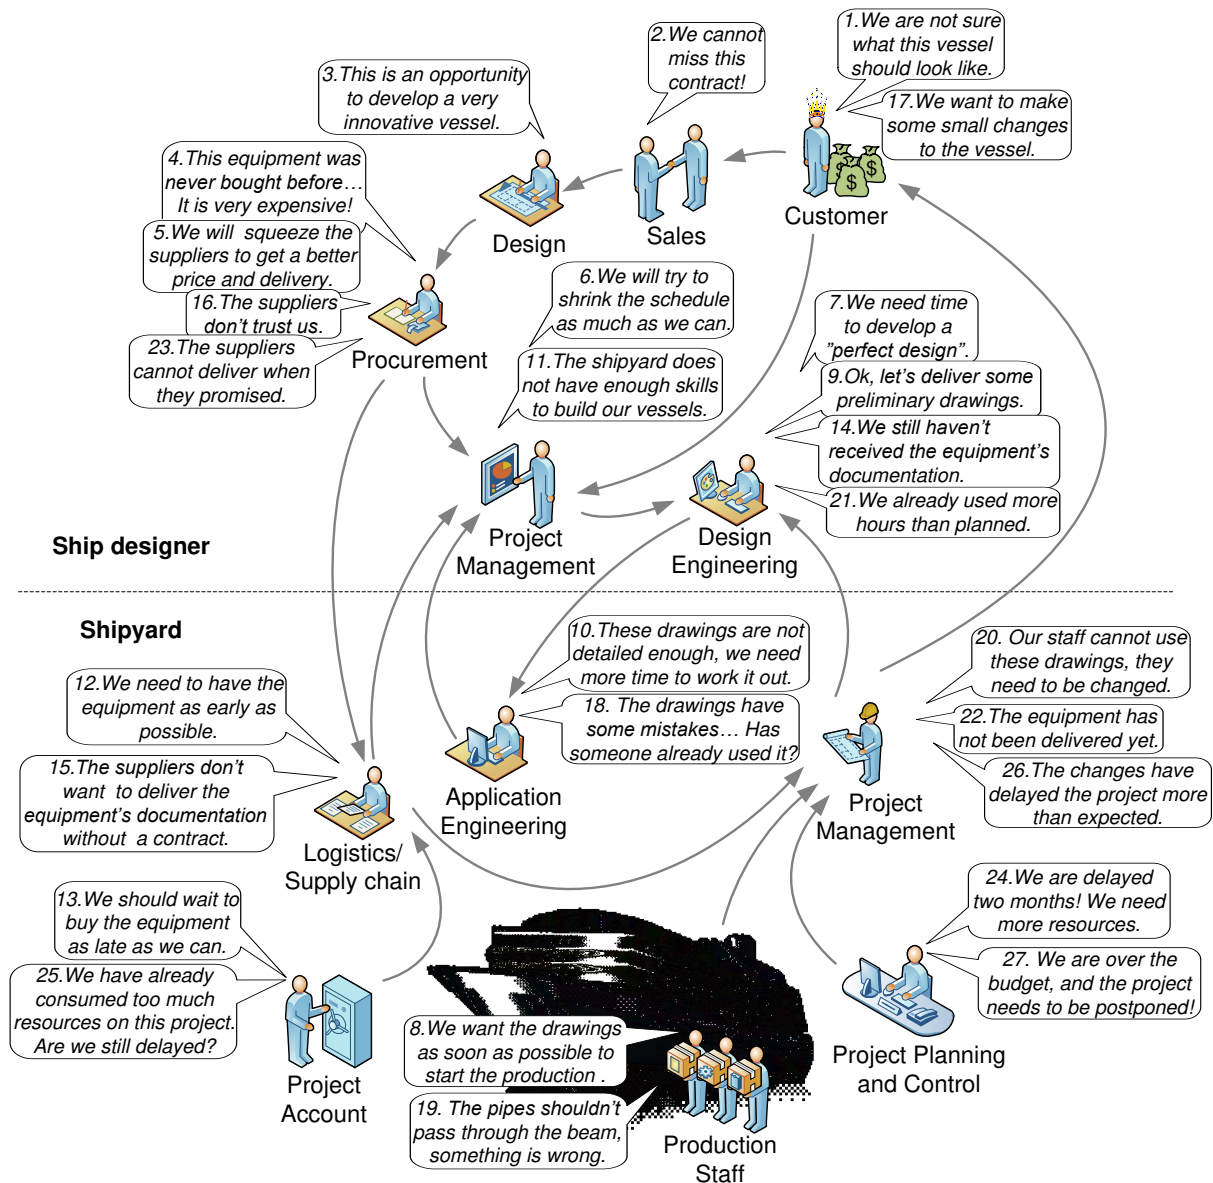 1.We are not sure
what this vessel
should look like.
2.We cannot
miss this
contract!
3.This is an opportunity
to develop a very
innovative vessel.
17.We want to make
some small changes
to the vessel.
4.This equipment was
never bought before…
It is very expensive!
Customer
Sales
Design
5.We will squeeze the
suppliers to get a better
price and delivery.
6.We will try to
shrink the schedule
as much as we can.
16.The suppliers
don't trust us.
7.We need time
to develop a
"perfect design".
23.The suppliers
cannot deliver when
they promised.
Procurement
11.The shipyard does
not have enough skills
to build our vessels.
9.Ok, let's deliver some
preliminary drawings.
14.We still haven't
received the equipment's
documentation.
21.We already used more
hours than planned.
Project
Management
Design
Engineering
Ship designer
Shipyard
10.These drawings are not
detailed enough, we need
more time to work it out.
20. Our staff cannot use
these drawings, they
need to be changed.
12.We need to have the
equipment as early as
possible.
18. The drawings have
some mistakes… Has
someone already used it?
22.The equipment has
not been delivered yet.
15.The suppliers don't
want to deliver the
equipment's documentation
without a contract.
26.The changes have
delayed the project more
than expected.
Application
Engineering
Project
Management
Logistics/
Supply chain
13.We should wait to
buy the equipment
as late as we can.
24.We are delayed
two months! We need
more resources.
25.We have already
consumed too much
resources on this project.
Are we still delayed?
27. We are over the
budget, and the project
needs to be postponed!
8.We want the drawings
as soon as possible to
start the production .
Project
Account
Project Planning
and Control
19. The pipes shouldn't
pass through the beam,
something is wrong.
Production
Staff